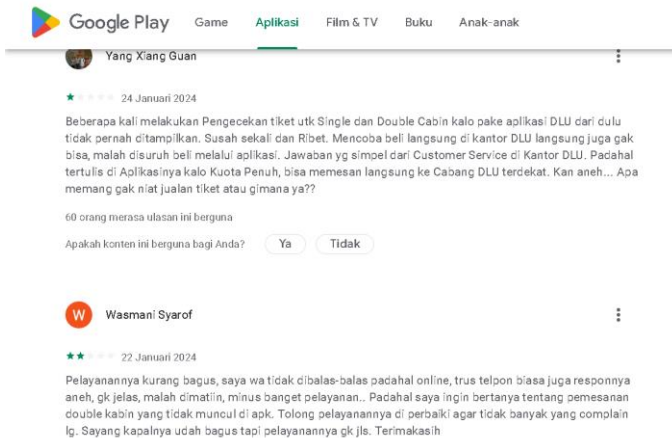 Google Play Game Aplikasi Film & TV Buku Anak-anak
Yang Xiang Guan
24 Januari 2024
Beberapa kali melakukan Pengecekan tiket utk Single dan Double Cabin kalo pake aplikasi DLU dari dulu
tidak pernah ditampilkan. Susah sekali dan Ribet. Mencoba beli langsung di kantor DLU langsung juga gak
bisa, malah disuruh beli melalui aplikasi. Jawaban yg simpel dari Customer Service di Kantor DLU. Padahal
tertulis di Aplikasinya kalo Kuota Penuh, bisa memesan langsung ke Cabang DLU terdekat. Kan aneh... Apa
memang gak niat jualan tiket atau gimana ya??
60 orang merasa ulasan ini berguna
Apakah konten ini berguna bagi Anda? Ya Tidak
W Wasmani Syarof
22 Januari 2024
Pelayanannya kurang bagus, saya wa tidak dibalas-balas padahal online, trus telpon biasa juga responnya
aneh, gk jelas, malah dimatiin, minus banget pelayanan.. Padahal saya ingin bertanya tentang pemesanan
double kabin yang tidak muncul di apk. Tolong pelayanannya di perbaiki agar tidak banyak yang complain
lg. Sayang kapalnya udah bagus tapi pelayanannya gk jls. Terimakasih